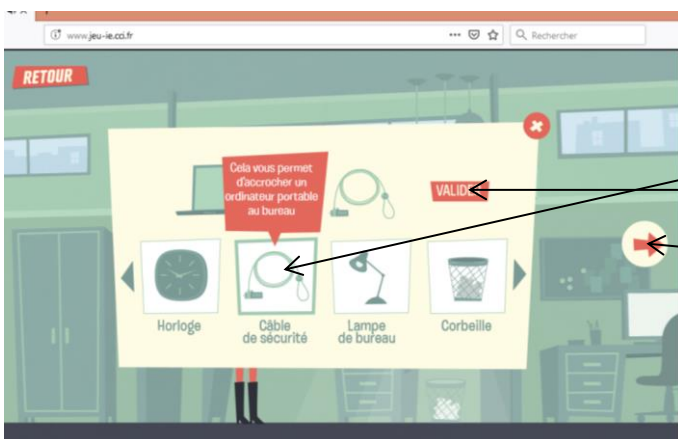 www.jeu-ie.cci.fr
Rechercher
RETOUR
Cela vous permet
d'accrocher un
ordinateur portable
au bureau
Horloge
Câble
de sécurité
Lampe
de bureau
Corbeille